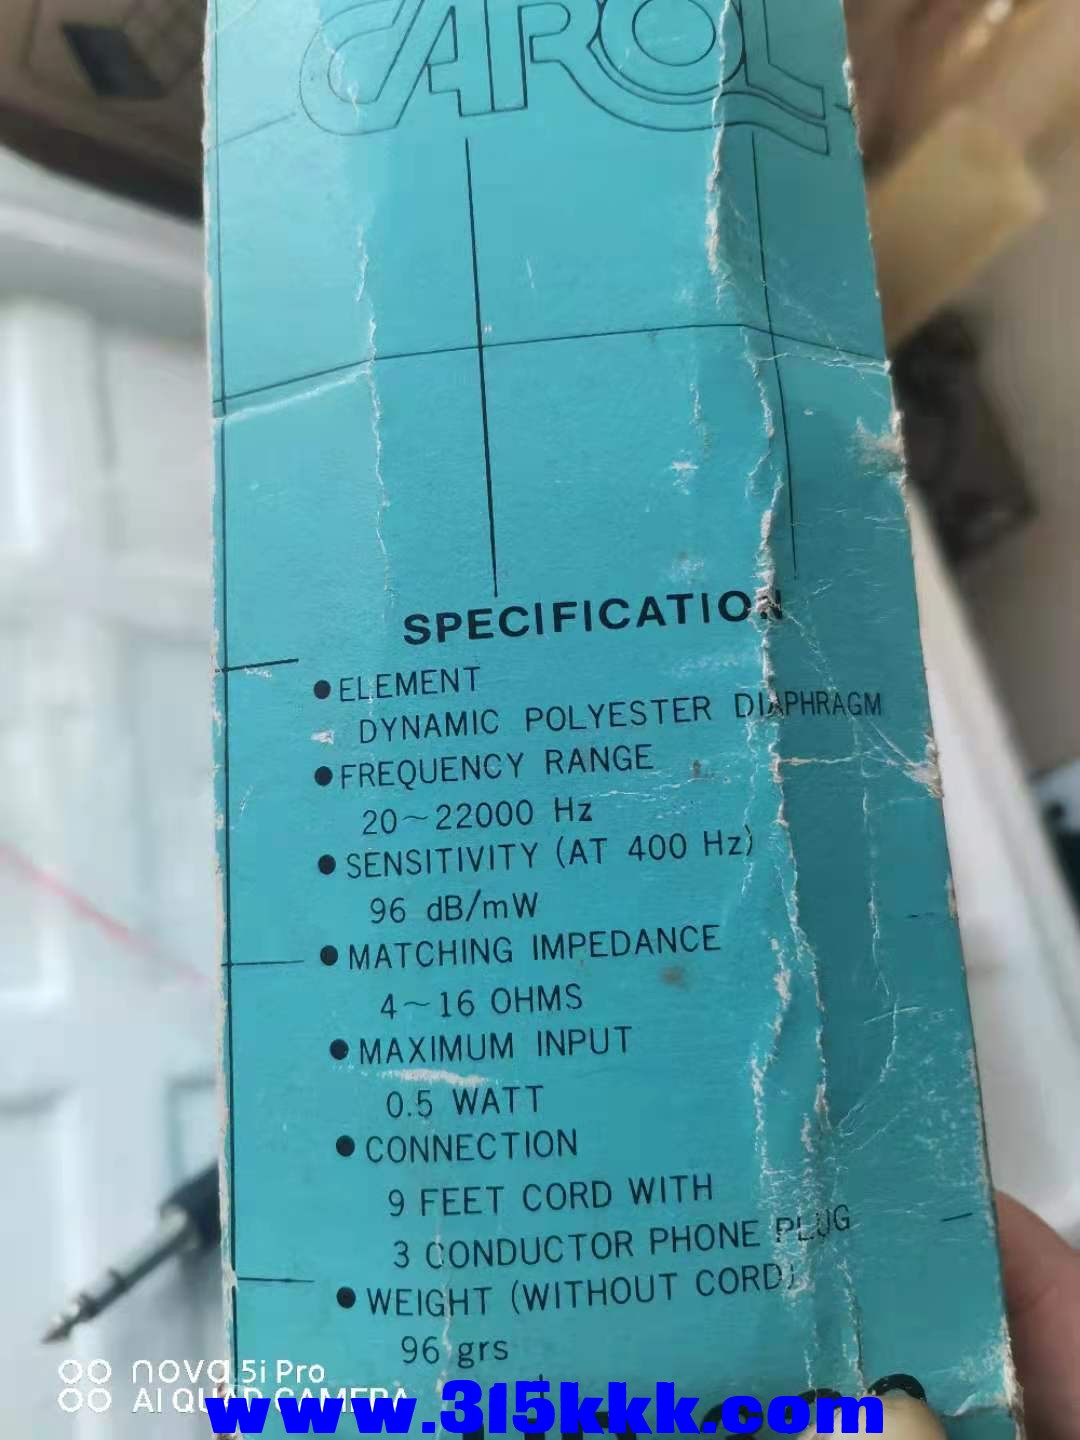 CAROL
SPECIFICATION
● ELEMENT
DYNAMIC POLYESTER DIAPHRAGM
● FREQUENCY RANGE
20~22000 Hz
● SENSITIVITY (AT 400 Hz)
96 dB/mW
● MATCHING IMPEDANCE
4~16 OHMS
● MAXIMUM INPUT
0.5 WATT
● CONNECTION
9 FEET CORD WITH
3 CONDUCTOR PHONE PLUG
● WEIGHT (WITHOUT CORD)
96 grs
nova 5i Pro
AI QUAD CAMERA
www.315kkk.com